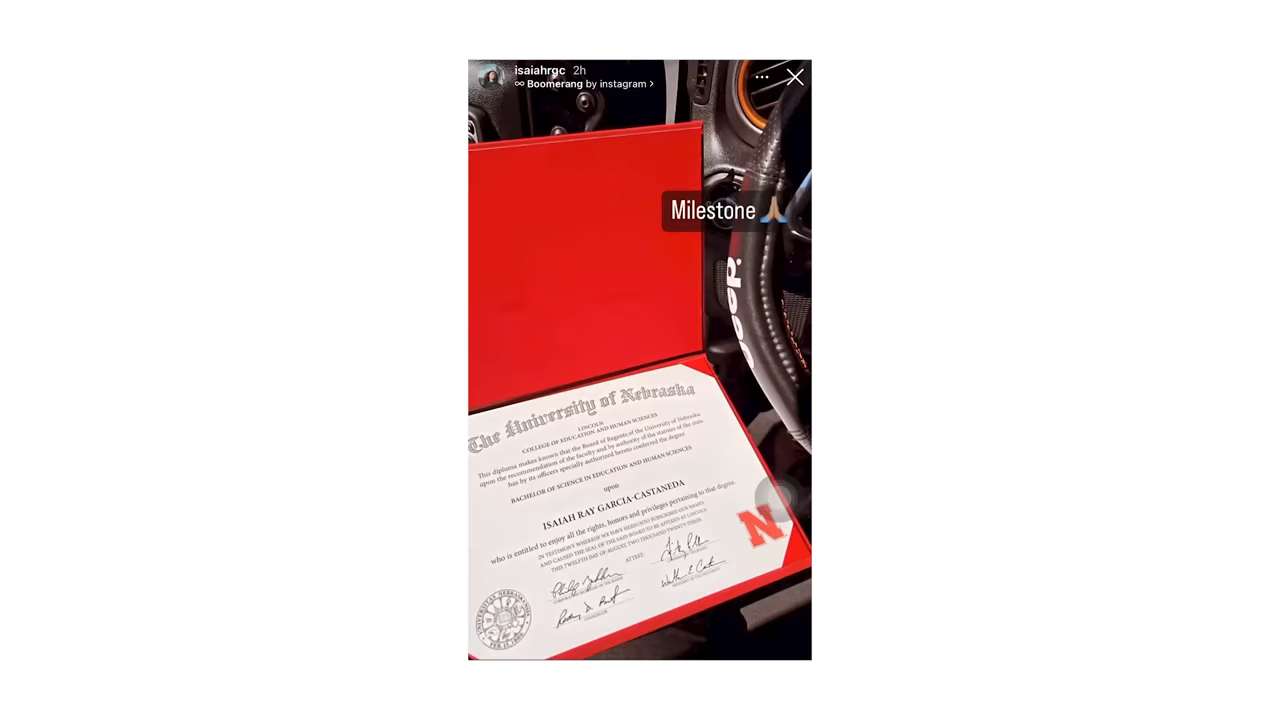 isaiahrgc 2h
∞ Boomerang by instagram >
Milestone 🙏🏽
Jeep
The University of Nebraska
LINCOLN
COLLEGE OF EDUCATION AND HUMAN SCIENCES
This diploma makes known that the Board of Regents of the University of Nebraska
upon the recommendation of the faculty and by authority of the statutes of the state
has by its officers specially authorized hereto conferred the degree
BACHELOR OF SCIENCE IN EDUCATION AND HUMAN SCIENCES
upon
ISAIAH RAY GARCIA-CASTANEDA
who is entitled to enjoy all the rights, honors and privileges pertaining to that degree.
IN TESTIMONY WHEREOF WE HAVE HEREUNTO SUBSCRIBED OUR NAMES
AND CAUSED THE SEAL OF THE SAID BOARD TO BE AFFIXED AT LINCOLN
THIS TWELFTH DAY OF AUGUST, TWO THOUSAND TWENTY-THREE.
ATTEST:
CHANCELLOR
N
UNIVERSITAS NEBRASKENSIS
FEB. 15, 1869